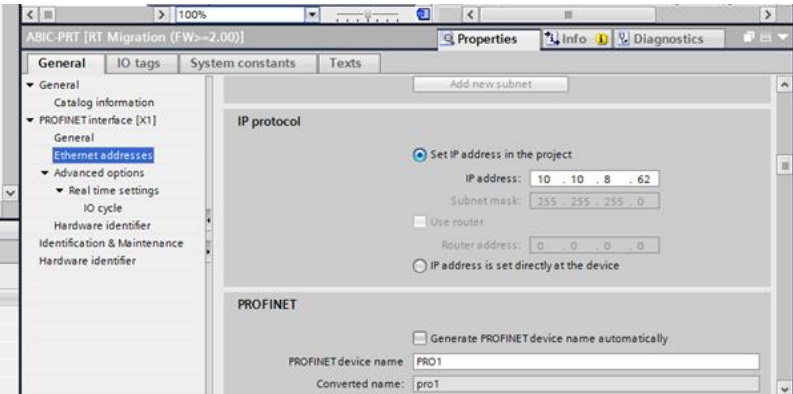 100%
ABIC-PRT [RT Migration (FW>=2.00)]
Properties
Info
Diagnostics
General
IO tags
System constants
Texts
General
Catalog information
PROFINET interface [X1]
General
Ethernet addresses
Advanced options
Real time settings
IO cycle
Hardware identifier
Identification & Maintenance
Hardware identifier
Add new subnet
IP protocol
Set IP address in the project
IP address: 10 . 10 . 8 . 62
Subnet mask: 255 . 255 . 255 . 0
Use router
Router address: 0 . 0 . 0 . 0
IP address is set directly at the device
PROFINET
Generate PROFINET device name automatically
PROFINET device name PRO1
Converted name: pro1